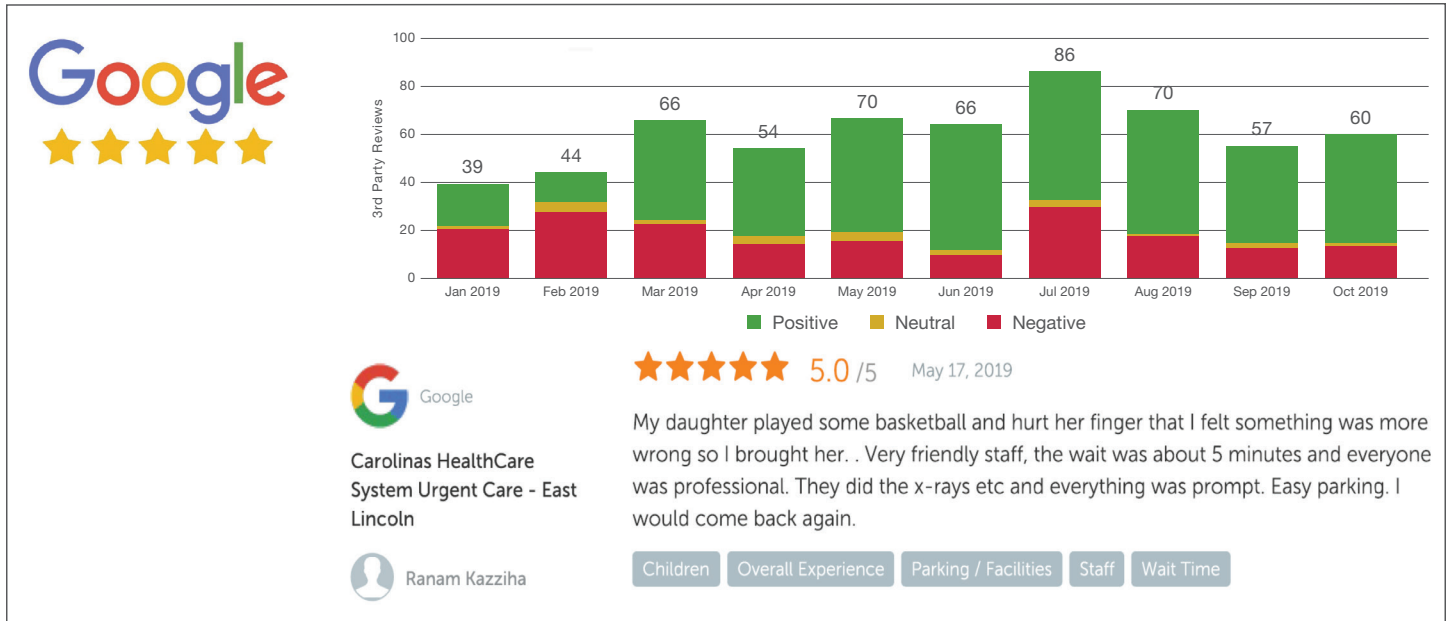 Google
100
80
60
40
20
0
3rd Party Reviews
39
44
66
54
70
66
86
70
57
60
Jan 2019
Feb 2019
Mar 2019
Apr 2019
May 2019
Jun 2019
Jul 2019
Aug 2019
Sep 2019
Oct 2019
Positive
Neutral
Negative
G Google
Carolinas HealthCare
System Urgent Care - East
Lincoln
Ranam Kazziha
5.0 /5 May 17, 2019
My daughter played some basketball and hurt her finger that I felt something was more
wrong so I brought her. . Very friendly staff, the wait was about 5 minutes and everyone
was professional. They did the x-rays etc and everything was prompt. Easy parking. I
would come back again.
Children Overall Experience Parking / Facilities Staff Wait Time